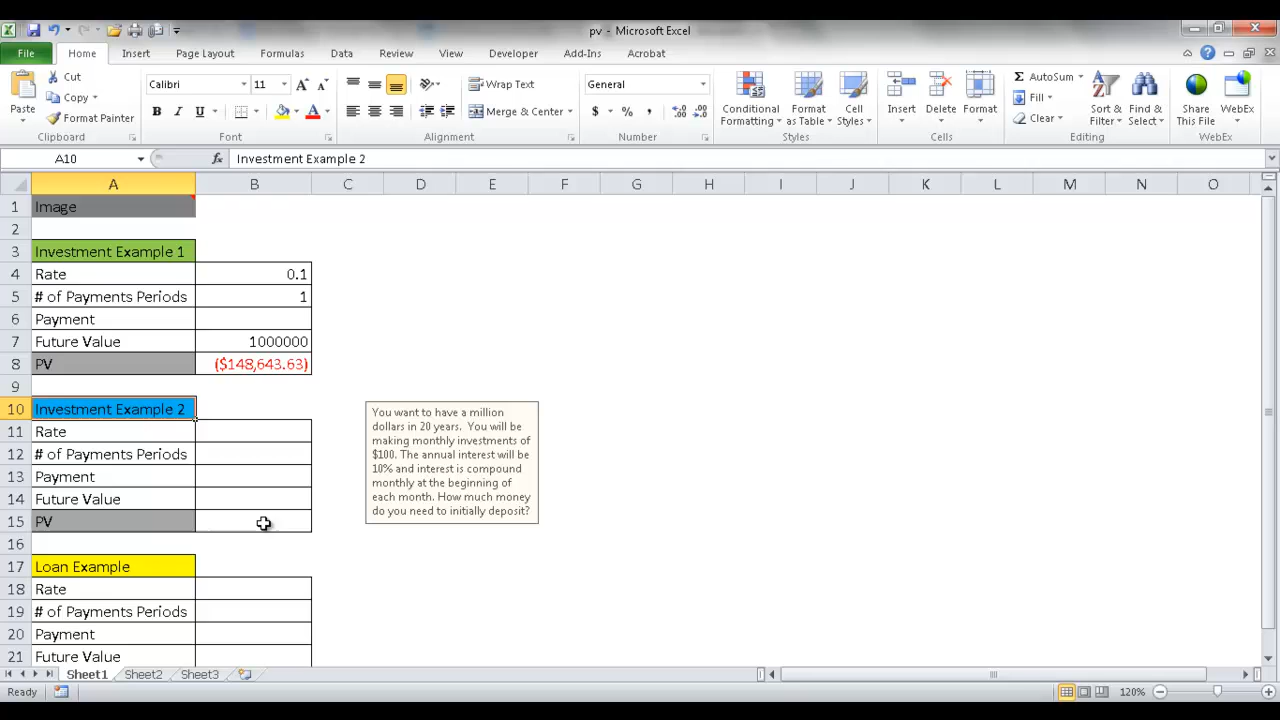 pv - Microsoft Excel
File Home Insert Page Layout Formulas Data Review View Developer Add-Ins Acrobat
Paste
Cut
Copy
Format Painter
Clipboard
Calibri 11
B I U
Font
Wrap Text
Merge & Center
Alignment
General
$ % ,
Number
Conditional Formatting
Format as Table
Cell Styles
Styles
Insert Delete Format
Cells
Σ AutoSum
Fill
Clear
Sort & Filter
Find & Select
Editing
Share This File
WebEx
WebEx
A10 fx Investment Example 2
A B C D E F G H I J K L M N O
1 Image
2
3 Investment Example 1
4 Rate 0.1
5 # of Payments Periods 1
6 Payment
7 Future Value 1000000
8 PV ($148,643.63)
9
10 Investment Example 2
11 Rate
12 # of Payments Periods
13 Payment
14 Future Value
15 PV
You want to have a million
dollars in 20 years. You will be
making monthly investments of
$100. The annual interest will be
10% and interest is compound
monthly at the beginning of
each month. How much money
do you need to initially deposit?
16
17 Loan Example
18 Rate
19 # of Payments Periods
20 Payment
21 Future Value
Sheet1 Sheet2 Sheet3
Ready 120%